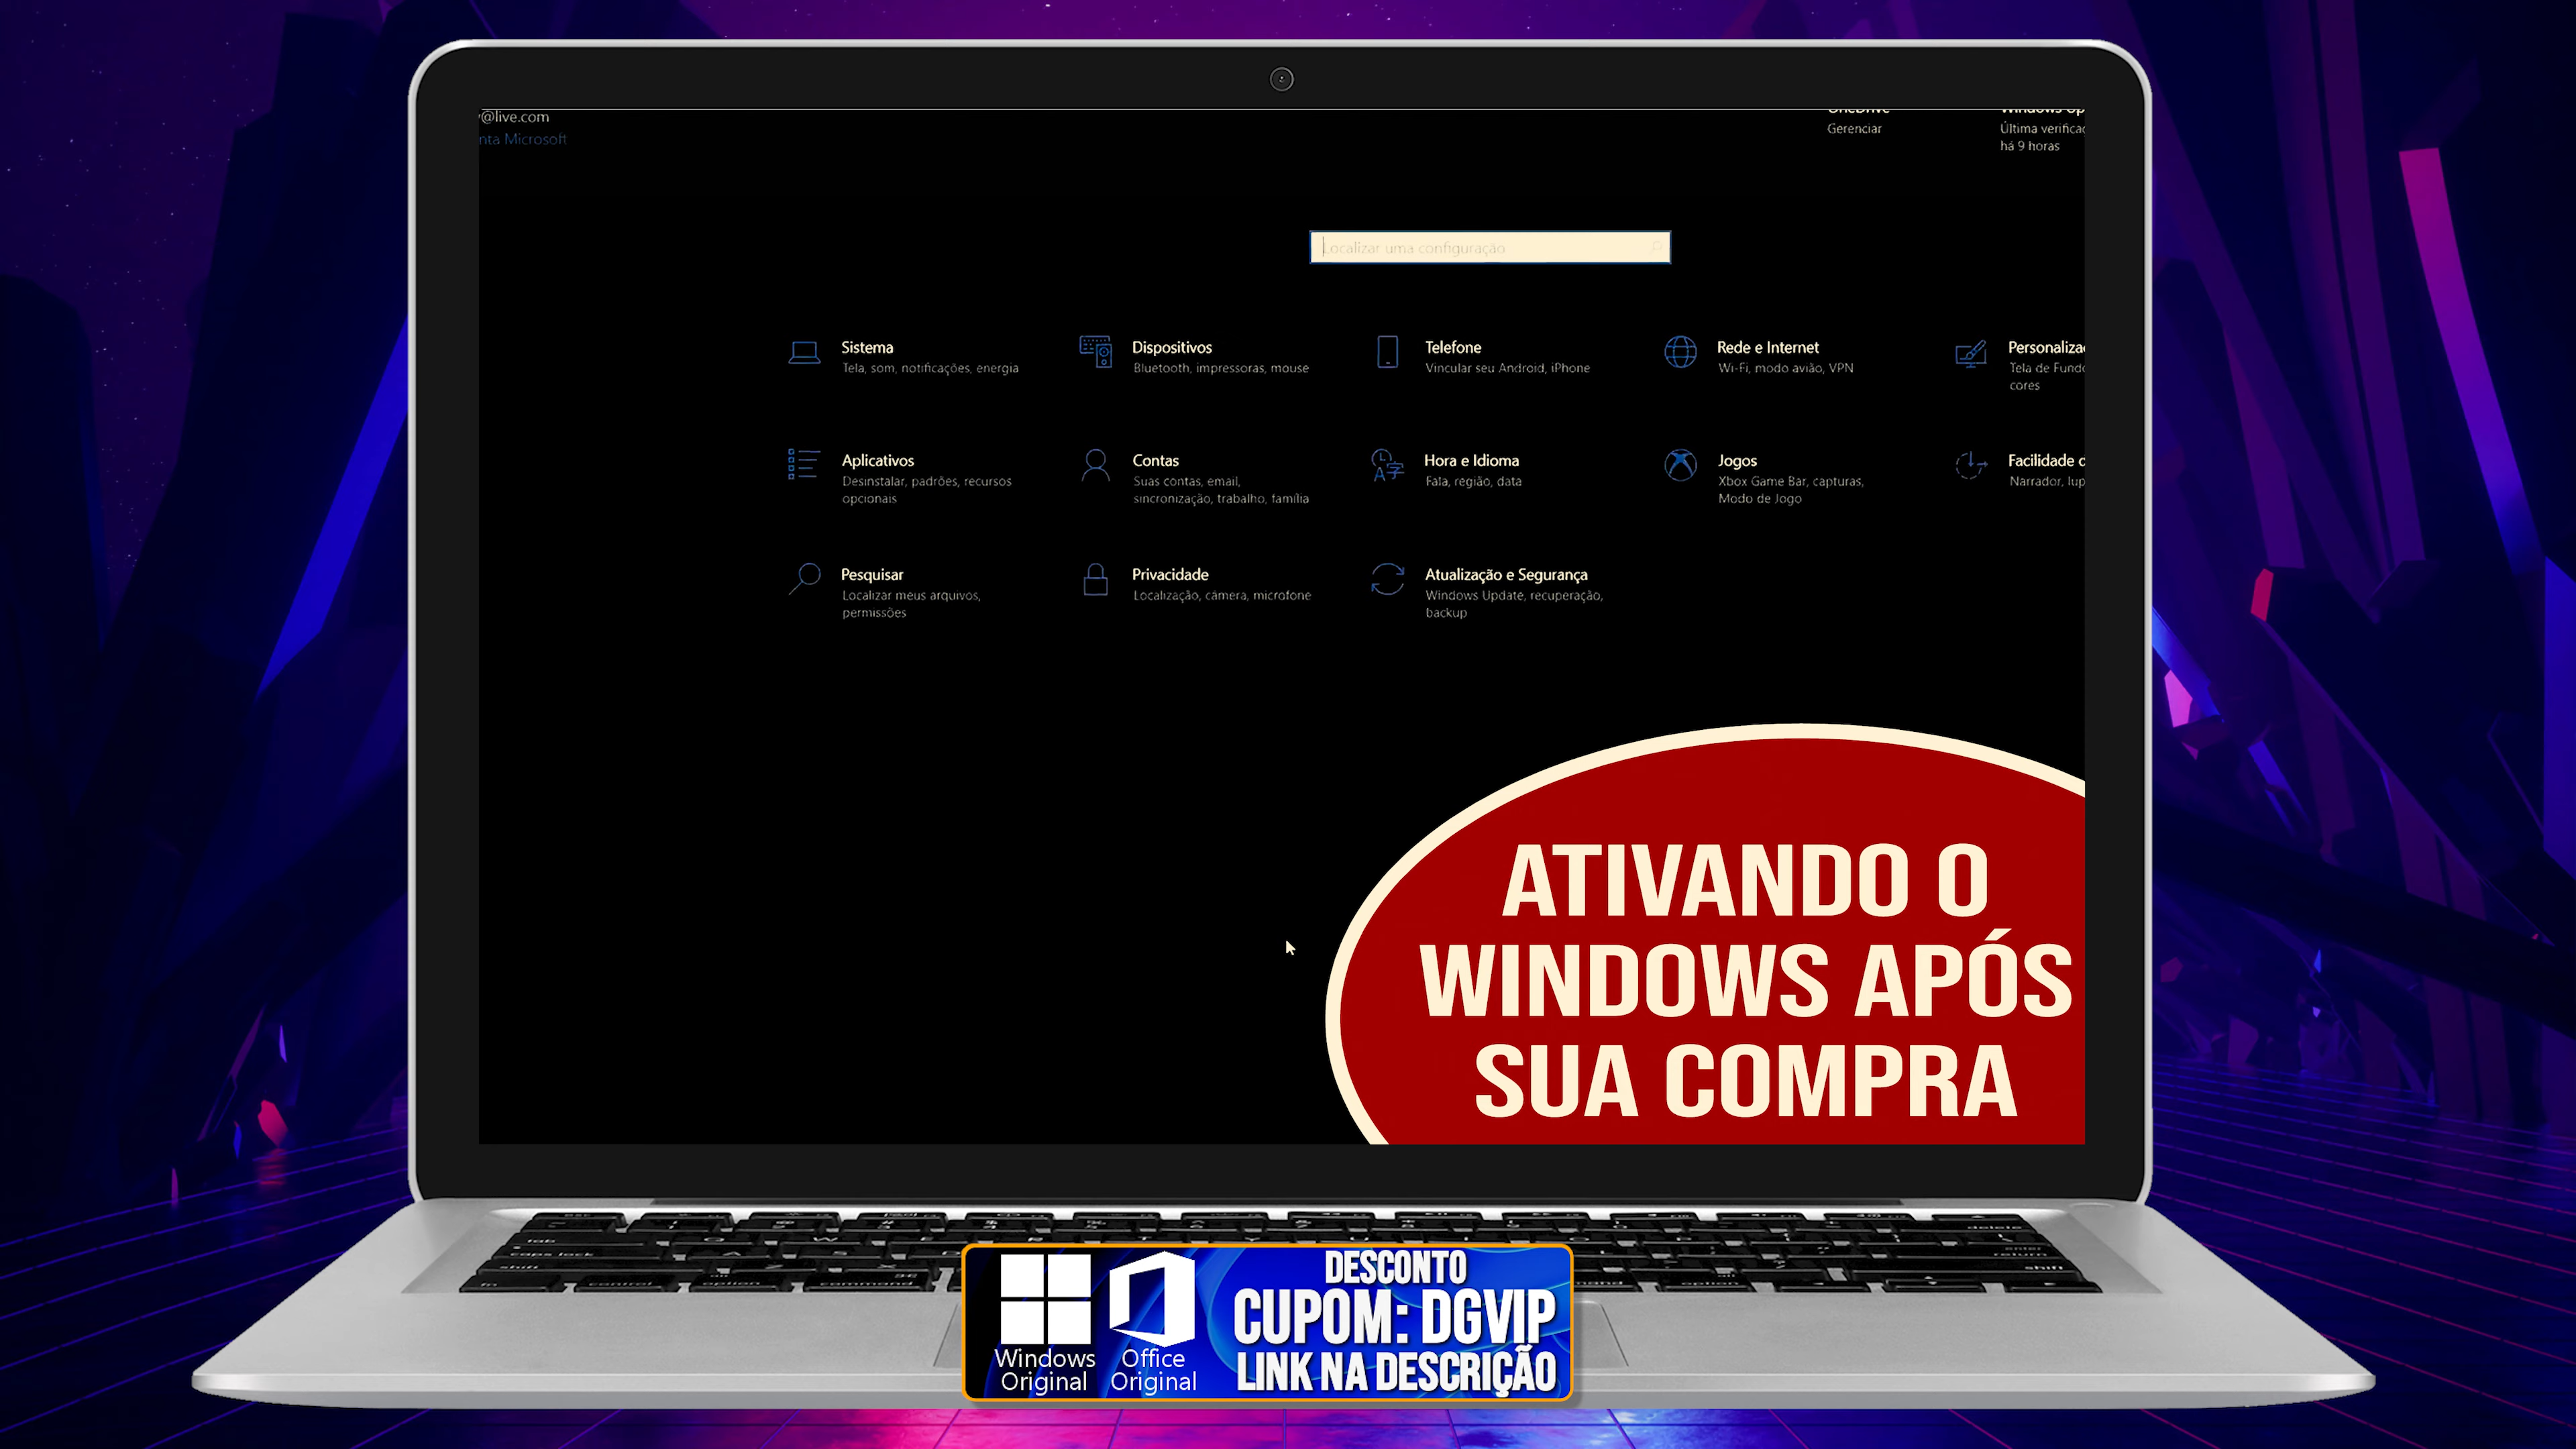 @live.com
nta Microsoft
Gerenciar
Última verifica
há 9 horas
Localizar uma configuração
Sistema
Tela, som, notificações, energia
Dispositivos
Bluetooth, impressoras, mouse
Telefone
Vincular seu Android, iPhone
Rede e Internet
Wi-Fi, modo avião, VPN
Personaliza
Tela de Fund
cores
Aplicativos
Desinstalar, padrões, recursos
opcionais
Contas
Suas contas, email,
sincronização, trabalho, família
Hora e Idioma
Fala, região, data
Jogos
Xbox Game Bar, capturas,
Modo de Jogo
Facilidade
Narrador, lup
Pesquisar
Localizar meus arquivos,
permissões
Privacidade
Localização, câmera, microfone
Atualização e Segurança
Windows Update, recuperação,
backup
ATIVANDO O
WINDOWS APÓS
SUA COMPRA
Windows
Original
Office
Original
DESCONTO
CUPOM: DGVIP
LINK NA DESCRIÇÃO